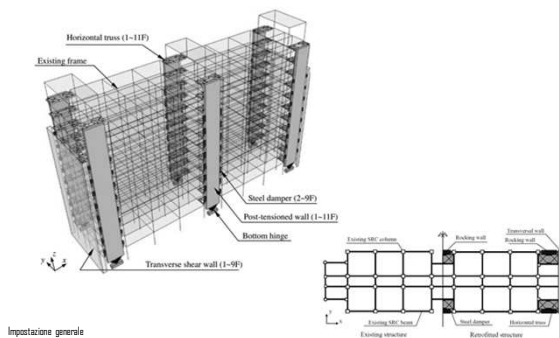 Horizontal truss (1~11F)
Existing frame
Steel damper (2~9F)
Post-tensioned wall (1~11F)
Bottom hinge
Transverse shear wall (1~9F)
z
y
x
Existing SRC column
Rocking wall
Transversal wall
Rocking wall
y
x
Existing SRC beam
Steel damper
Horizontal truss
Existing structure
Retrofitted structure
Impostazione generale